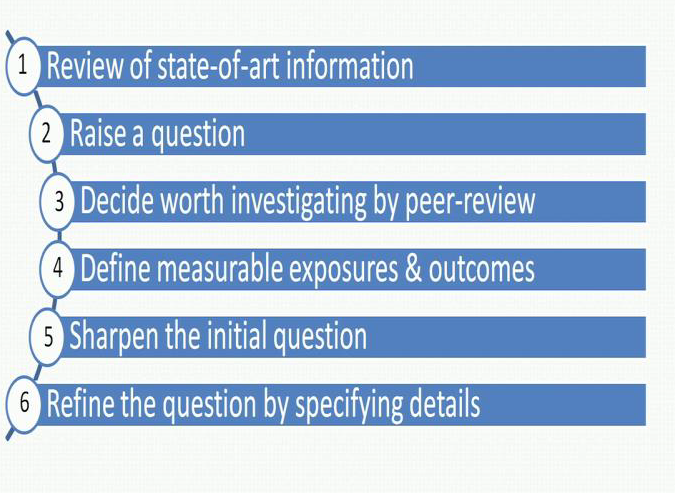 1 Review of state-of-art information
2 Raise a question
3 Decide worth investigating by peer-review
4 Define measurable exposures & outcomes
5 Sharpen the initial question
6 Refine the question by specifying details